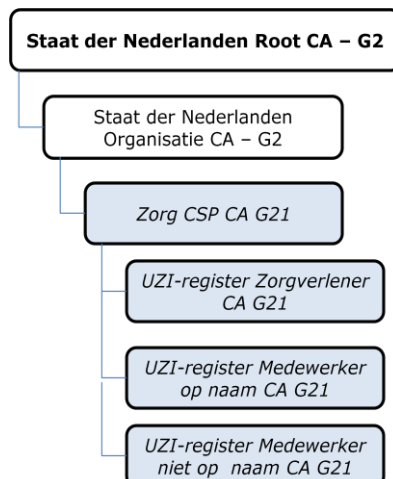 Staat der Nederlanden Root CA – G2
Staat der Nederlanden
Organisatie CA – G2
Zorg CSP CA G21
UZI-register Zorgverlener
CA G21
UZI-register Medewerker
op naam CA G21
UZI-register Medewerker
niet op naam CA G21